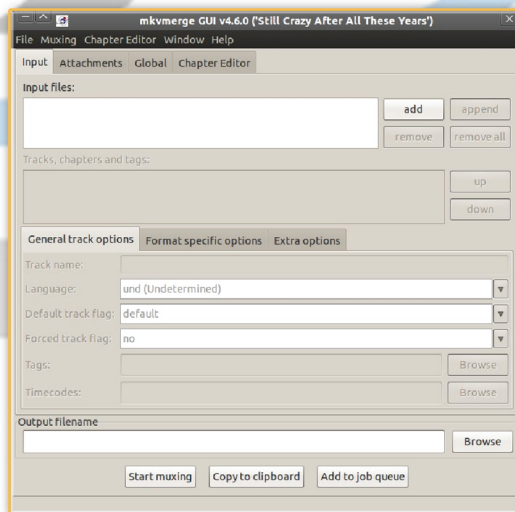 mkvmerge GUI v4.6.0 ('Still Crazy After All These Years')
File Muxing Chapter Editor Window Help
Input Attachments Global Chapter Editor
Input files:
add append
remove remove all
Tracks, chapters and tags:
up
down
General track options Format specific options Extra options
Track name:
Language: und (Undetermined)
Default track flag: default
Forced track flag: no
Tags: Browse
Timecodes: Browse
Output filename
Browse
Start muxing Copy to clipboard Add to job queue